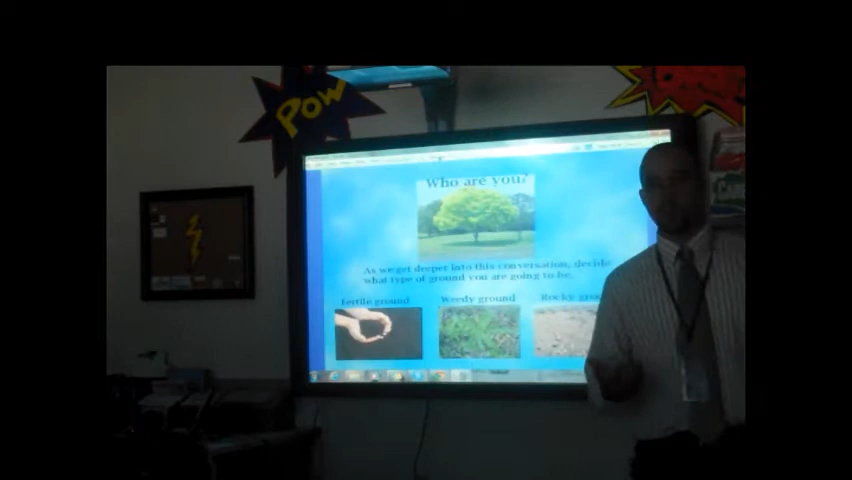 POW
Who are you?
As we get deeper into this conversation, decide
what type of ground you are going to be.
Fertile ground
Weedy ground
Rocky